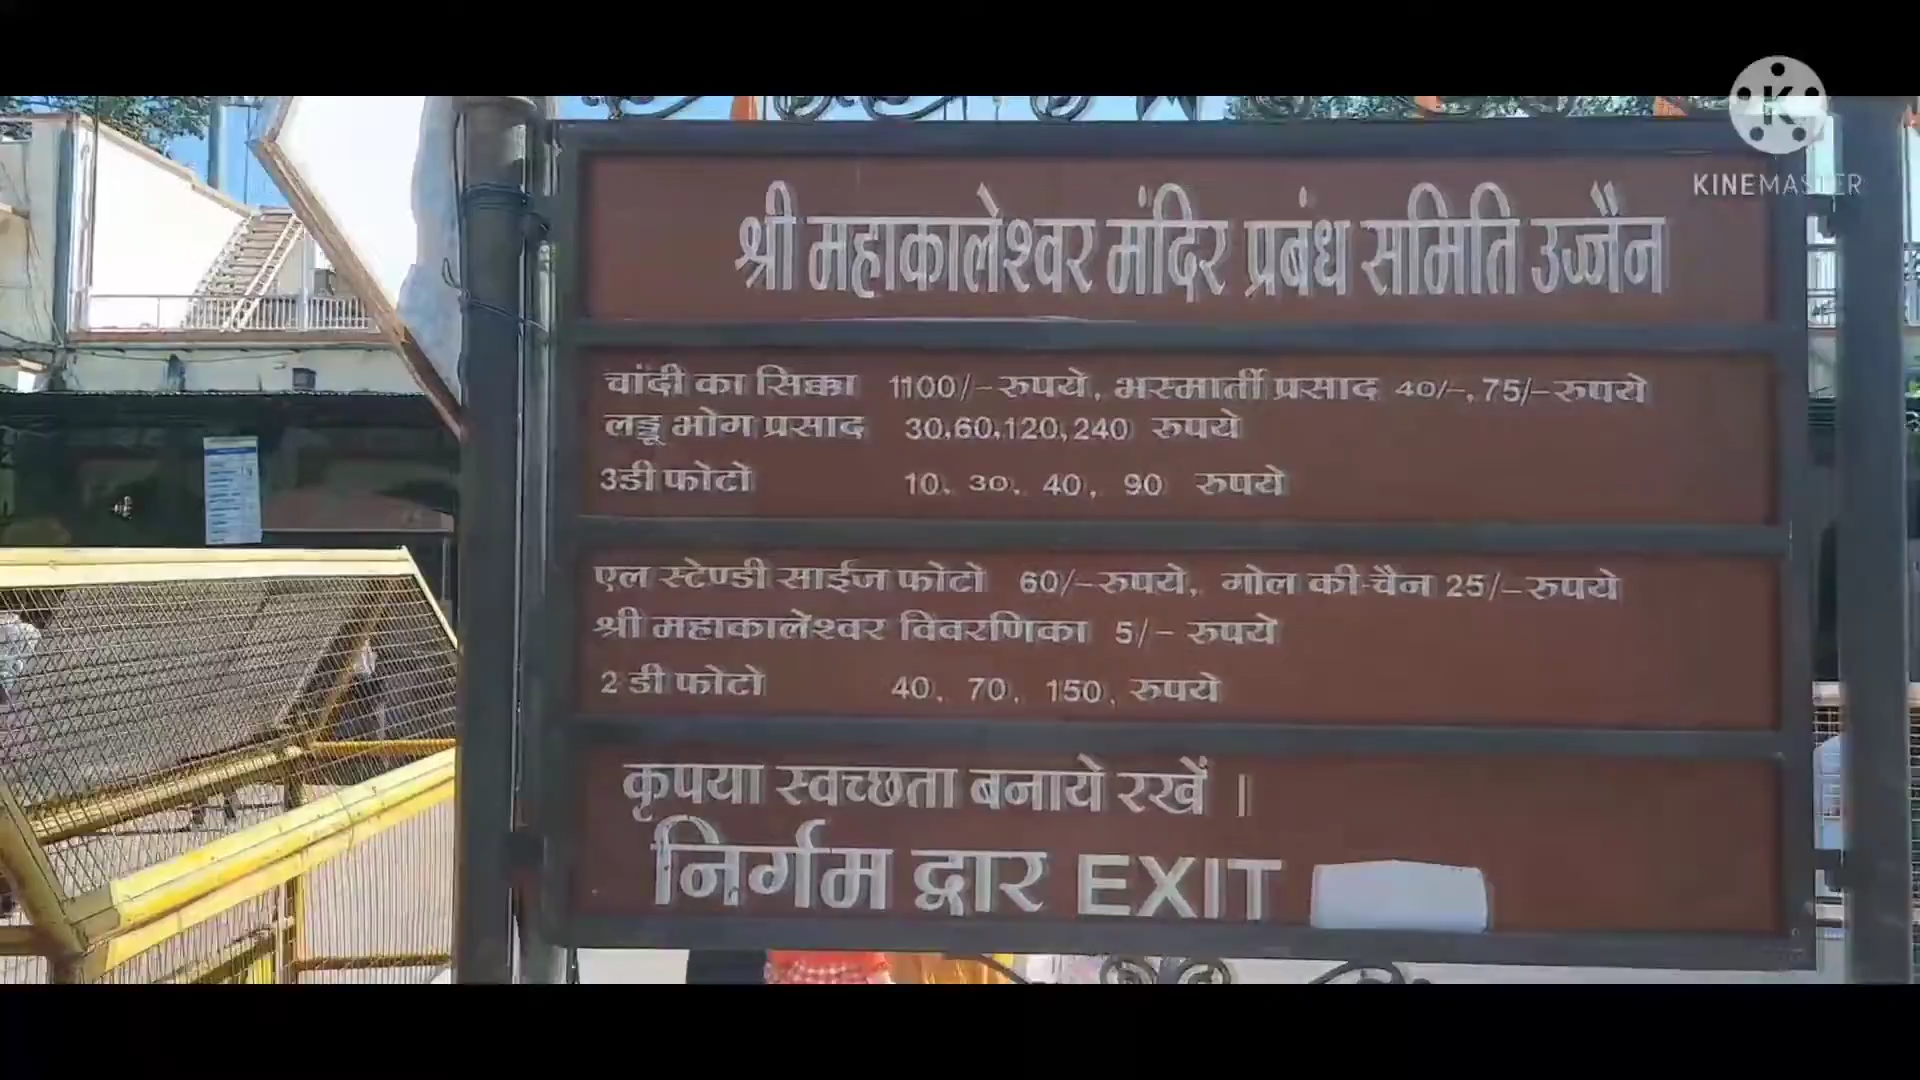 KINEMASTER
श्री महाकालेश्वर मंदिर प्रबंध समिति उज्जैन
चांदी का सिक्का 1100/- रुपये, भस्मार्ती प्रसाद 40/-, 75/- रुपये
लड्डू भोग प्रसाद 30,60,120,240 रुपये
3डी फोटो 10, 30, 40, 90 रुपये
एल स्टेण्डी साईज फोटो 60/- रुपये, गोल की-चैन 25/- रुपये
श्री महाकालेश्वर विवरणिका 5/- रुपये
2 डी फोटो 40, 70, 150, रुपये
कृपया स्वच्छता बनाये रखें ।
निर्गम द्वार EXIT